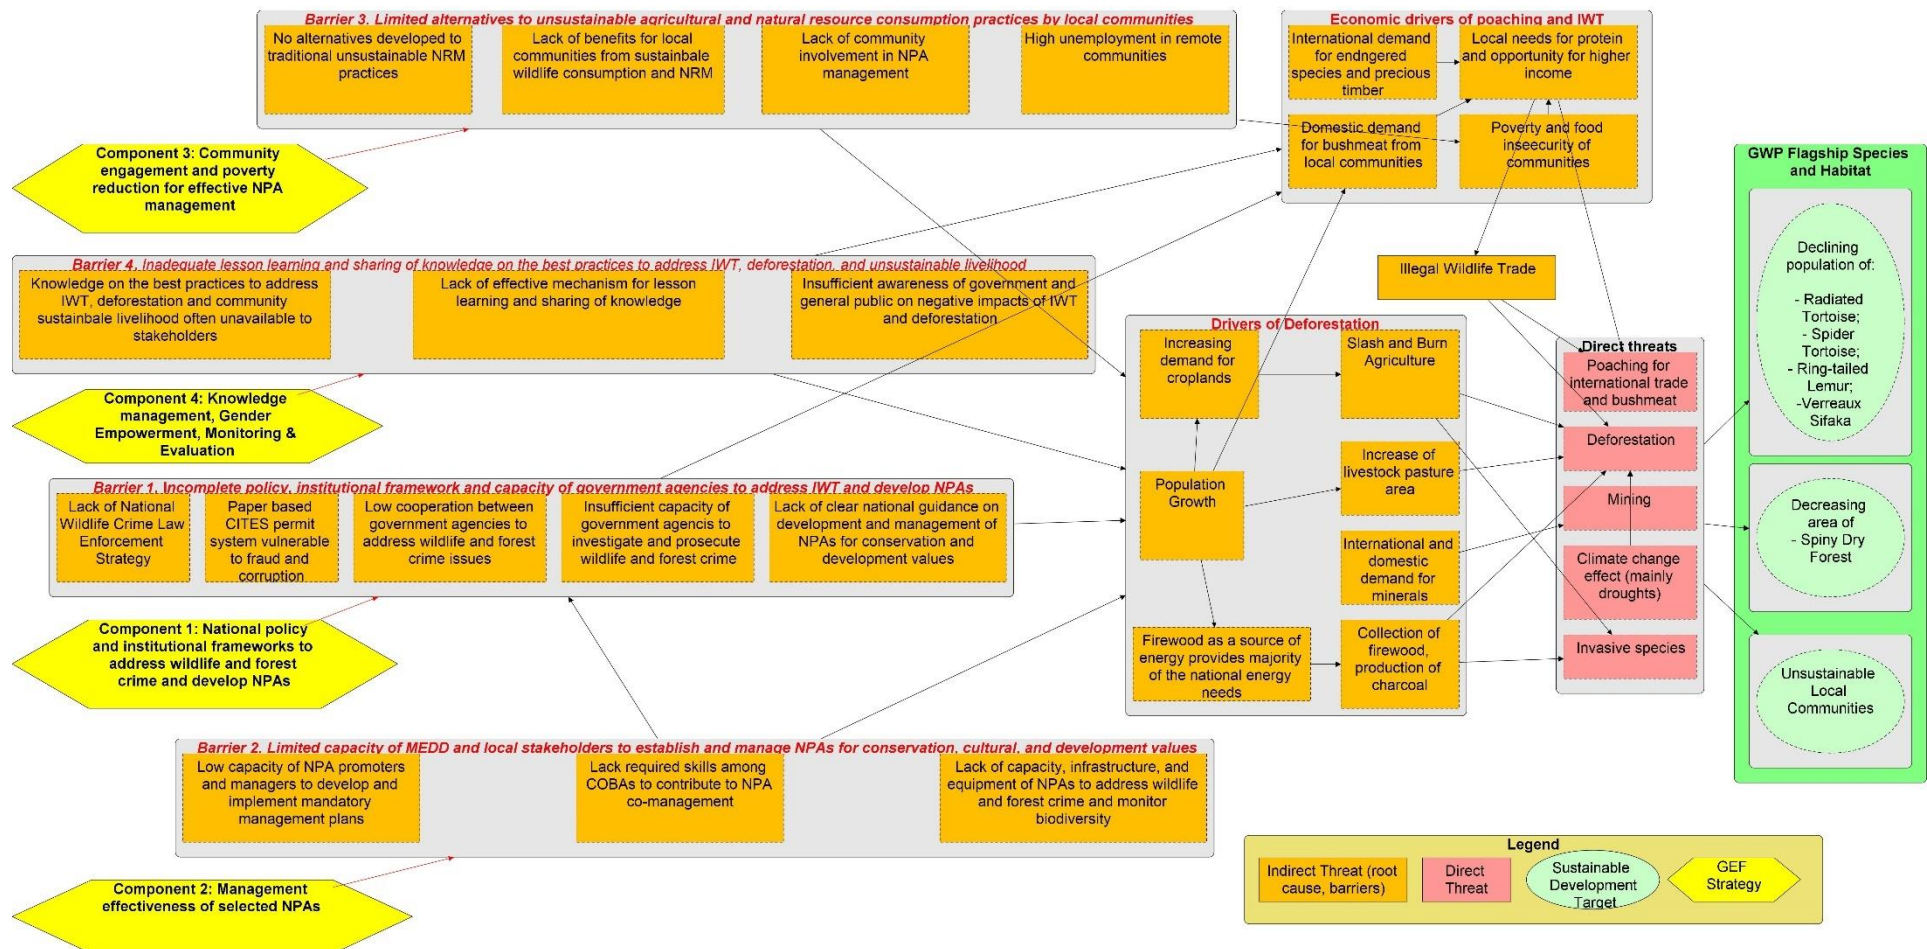 Barrier 3. Limited alternatives to unsustainable agricultural and natural resource consumption practices by local communities
No alternatives developed to
traditional unsustainable NRM
practices
Lack of benefits for local
communities from sustainbale
wildlife consumption and NRM
Lack of community
involvement in NPA
management
High unemployment in remote
communities
Economic drivers of poaching and IWT
International demand
for endngered
species and precious
timber
Local needs for protein
and opportunity for higher
income
Domestic demand
for bushmeat from
local communities
Poverty and food
inseecurity of
communities
Component 3: Community
engagement and poverty
reduction for effective NPA
management
GWP Flagship Species
and Habitat
Declining
population of:
- Radiated
Tortoise;
- Spider
Tortoise;
- Ring-tailed
Lemur;
-Verreaux
Sifaka
Decreasing
area of
- Spiny Dry
Forest
Unsustainable
Local
Communities
Barrier 4. Inadequate lesson learning and sharing of knowledge on the best practices to address IWT, deforestation, and unsustainable livelihood
Knowledge on the best practices to address
IWT, deforestation and community
sustainbale livelihood often unavailable to
stakeholders
Lack of effective mechanism for lesson
learning and sharing of knowledge
Insufficient awareness of government and
general public on negative impacts of IWT
and deforestation
Illegal Wildlife Trade
Component 4: Knowledge
management, Gender
Empowerment, Monitoring &
Evaluation
Drivers of Deforestation
Increasing
demand for
croplands
Slash and Burn
Agriculture
Population
Growth
Increase of
livestock pasture
area
International and
domestic demand for
minerals
Firewood as a source of
energy provides majority
of the national energy
needs
Collection of
firewood,
production of
charcoal
Direct threats
Poaching for
international trade
and bushmeat
Deforestation
Mining
Climate change
effect (mainly
droughts)
Invasive species
Barrier 1. Incomplete policy, institutional framework and capacity of government agencies to address IWT and develop NPAs
Lack of National
Wildlife Crime Law
Enforcement
Strategy
Paper based
CITES permit
system vulnerable
to fraud and
corruption
Low cooperation between
government agencies to
address wildlife and forest
crime issues
Insufficient capacity of
government agencis to
investigate and prosecute
wildlife and forest crime
Lack of clear national guidance on
development and management of
NPAs for conservation and
development values
Component 1: National policy
and institutional frameworks to
address wildlife and forest
crime and develop NPAs
Barrier 2. Limited capacity of MEDD and local stakeholders to establish and manage NPAs for conservation, cultural, and development values
Low capacity of NPA promoters
and managers to develop and
implement mandatory
management plans
Lack required skills among
COBAs to contribute to NPA
co-management
Lack of capacity, infrastructure, and
equipment of NPAs to address wildlife
and forest crime and monitor
biodiversity
Component 2: Management
effectiveness of selected NPAs
Legend
Indirect Threat (root
cause, barriers)
Direct
Threat
Sustainable
Development
Target
GEF
Strategy